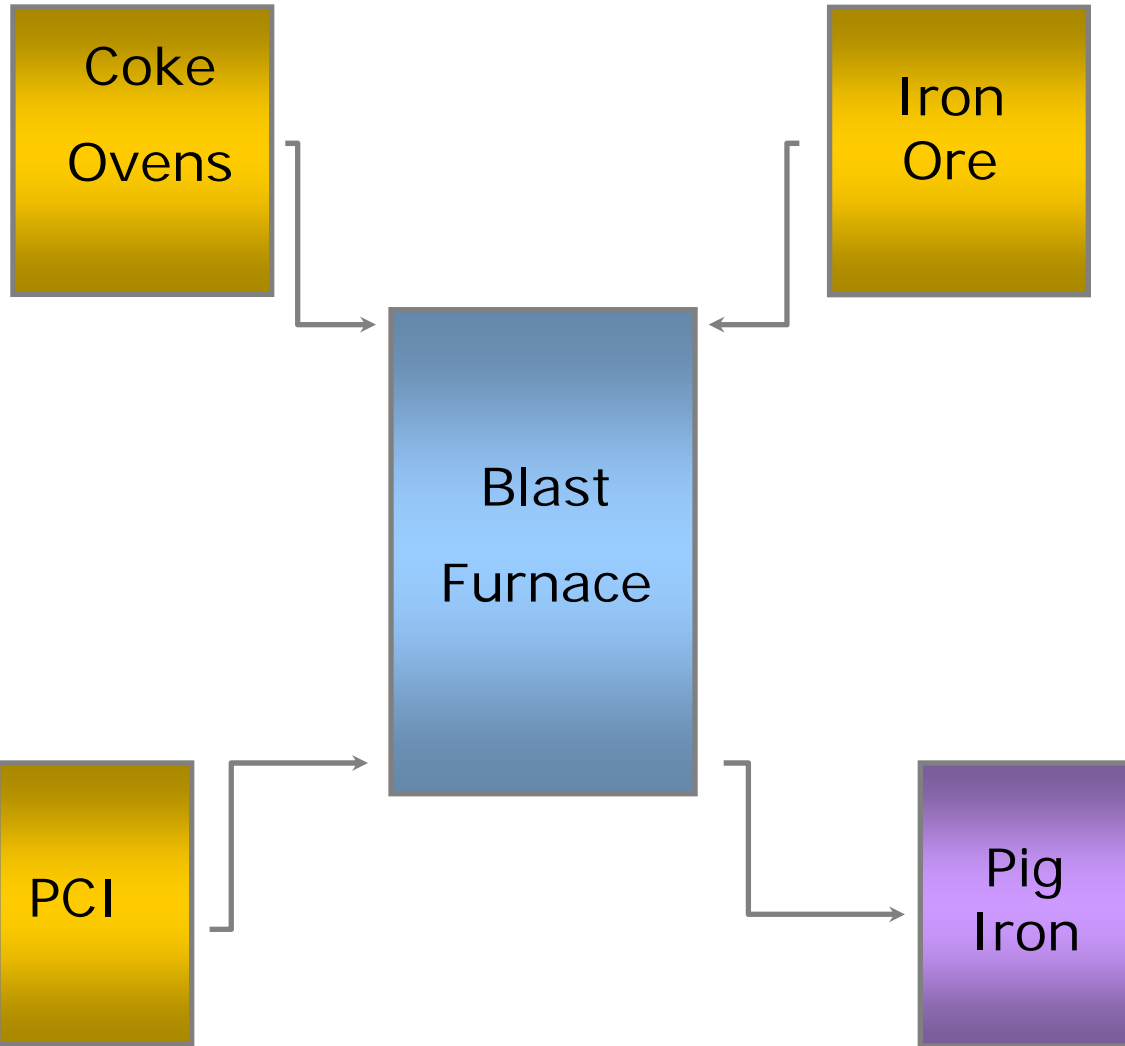 Coke
Ovens
Iron
Ore
Blast
Furnace
PCI
Pig
Iron